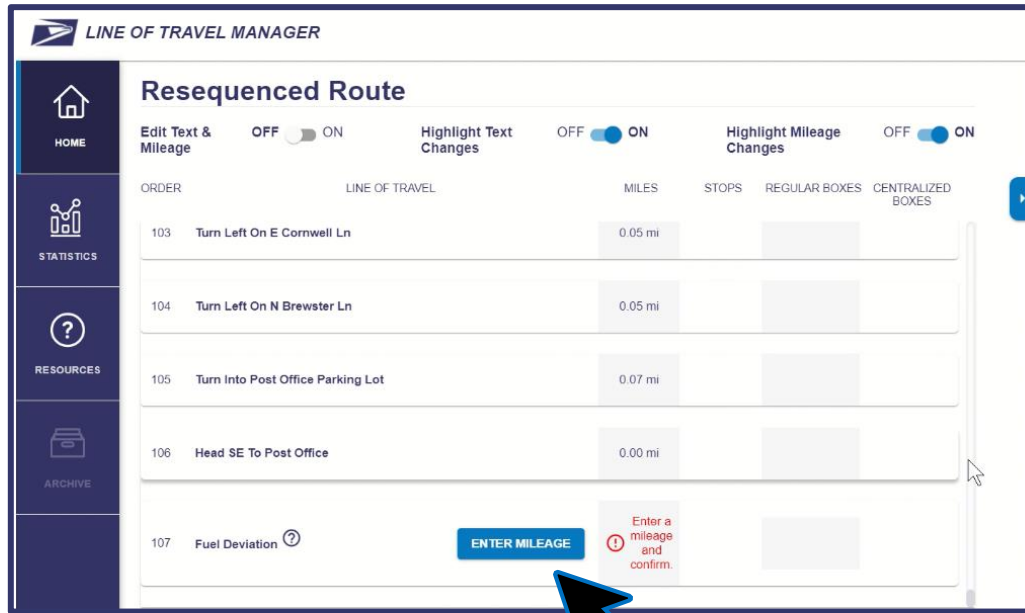 LINE OF TRAVEL MANAGER
HOME
STATISTICS
?
RESOURCES
ARCHIVE
Resequenced Route
Edit Text & Mileage OFF ON Highlight Text Changes OFF ON Highlight Mileage Changes OFF ON
ORDER LINE OF TRAVEL MILES STOPS REGULAR BOXES CENTRALIZED BOXES
103 Turn Left On E Cornwell Ln 0.05 mi
104 Turn Left On N Brewster Ln 0.05 mi
105 Turn Into Post Office Parking Lot 0.07 mi
106 Head SE To Post Office 0.00 mi
107 Fuel Deviation ? ENTER MILEAGE ! Enter a mileage and confirm.